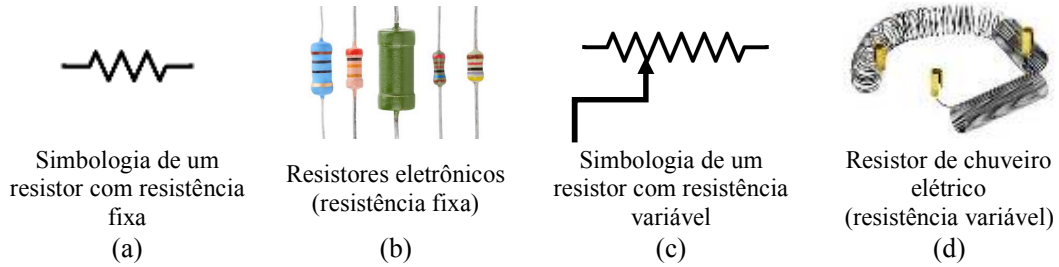 Simbologia de um
resistor com resistência
fixa
(a)
Resistores eletrônicos
(resistência fixa)
(b)
Simbologia de um
resistor com resistência
variável
(c)
Resistor de chuveiro
elétrico
(resistência variável)
(d)